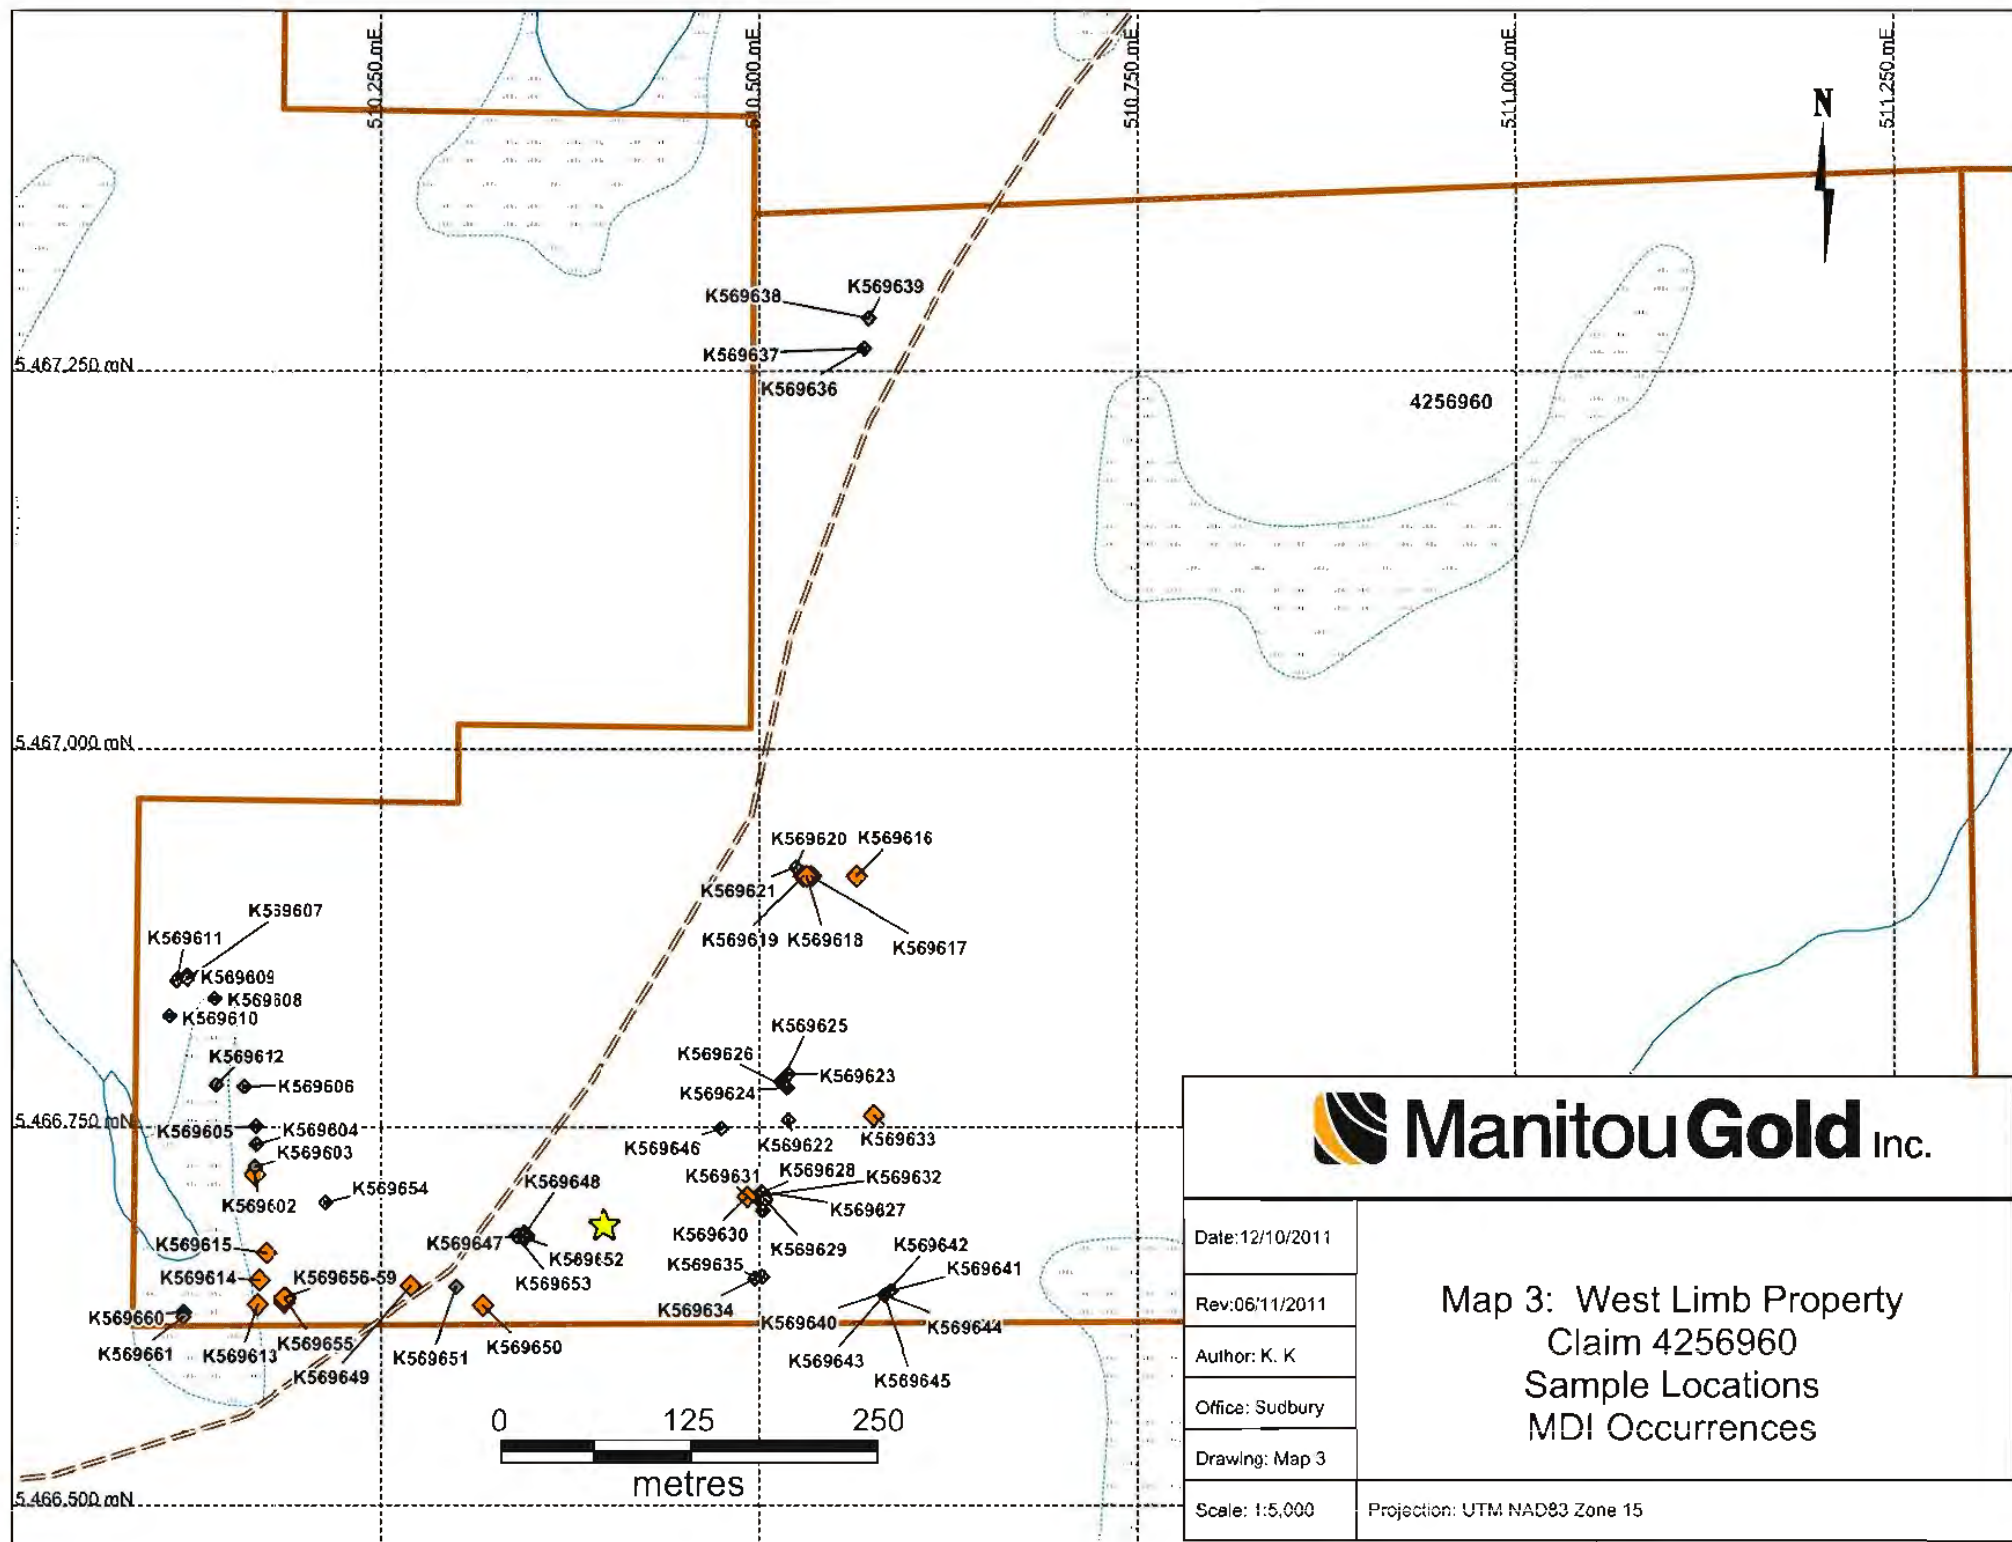 510,250 mE
510,500 mE
510,750 mE
511,000 mE
511,250 mE
N
K569638
K569639
5,467,250 mN
K569637
K569636
4256960
5,467,000 mN
K569620
K569616
K569621
K569619
K569618
K569617
K569607
K569611
K569609
K569608
K569610
K569612
K569606
K569625
K569626
K569623
K569624
5,466,750 mN
K569605
K569604
K569603
K569646
K569622
K569633
K569602
K569654
K569631
K569628
K569632
K569627
K569630
K569629
K569648
K569647
K569652
K569653
K569615
K569614
K569656-59
K569635
K569634
K569642
K569641
K569640
K569644
K569643
K569645
K569660
K569661
K569613
K569655
K569649
K569651
K569650
0 125 250
metres
5,466,500 mN
ManitouGold Inc.
Date:12/10/2011
Rev:06/11/2011
Author: K. K
Office: Sudbury
Drawing: Map 3
Scale: 1:5,000
Map 3: West Limb Property
Claim 4256960
Sample Locations
MDI Occurrences
Projection: UTM NAD83 Zone 15